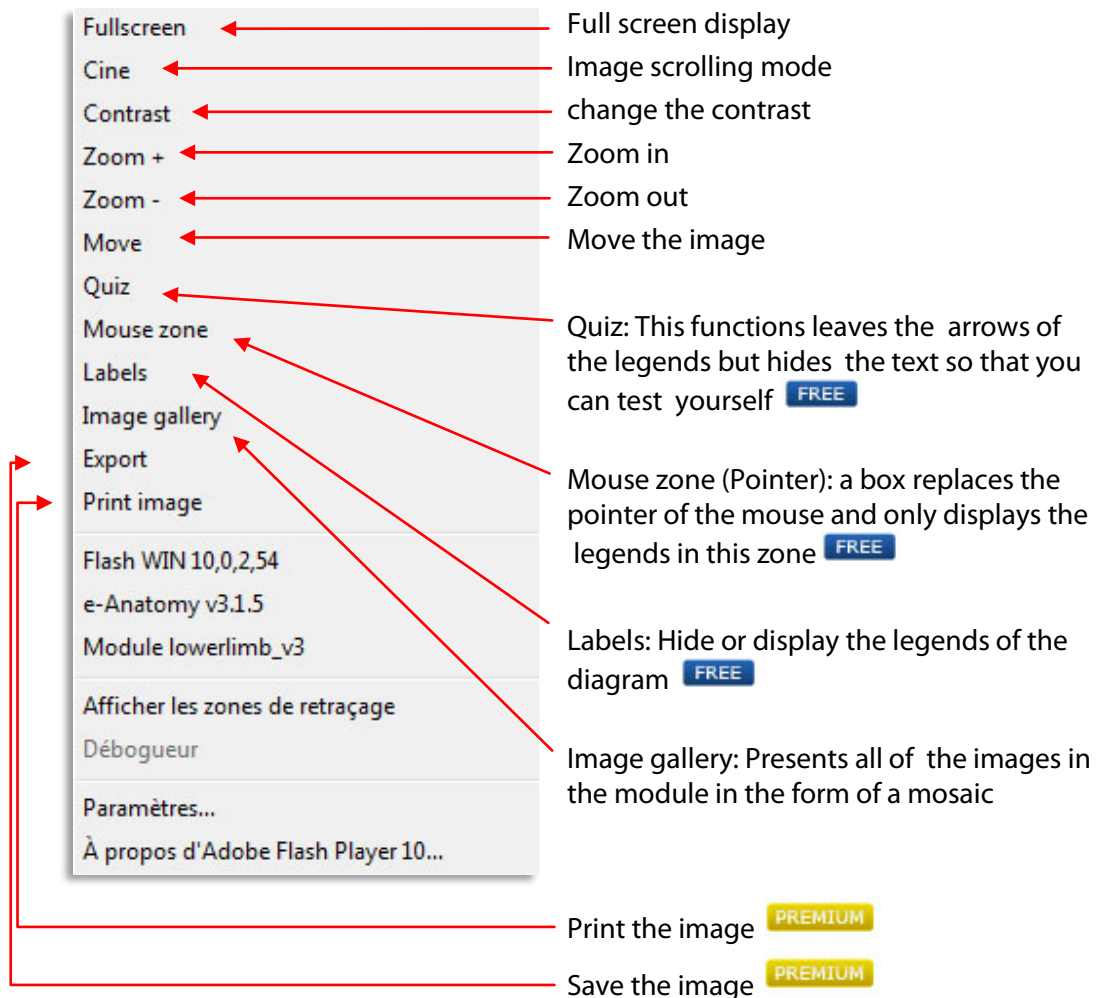 Fullscreen
Cine
Contrast
Zoom +
Zoom -
Move
Quiz
Mouse zone
Labels
Image gallery
Export
Print image
Flash WIN 10,0,2,54
e-Anatomy v3.1.5
Module lowerlimb_v3
Afficher les zones de retraçage
Débogueur
Paramètres...
À propos d'Adobe Flash Player 10...
Full screen display
Image scrolling mode
change the contrast
Zoom in
Zoom out
Move the image
Quiz: This functions leaves the arrows of
the legends but hides the text so that you
can test yourself FREE
Mouse zone (Pointer): a box replaces the
pointer of the mouse and only displays the
legends in this zone FREE
Labels: Hide or display the legends of the
diagram FREE
Image gallery: Presents all of the images in
the module in the form of a mosaic
Print the image PREMIUM
Save the image PREMIUM